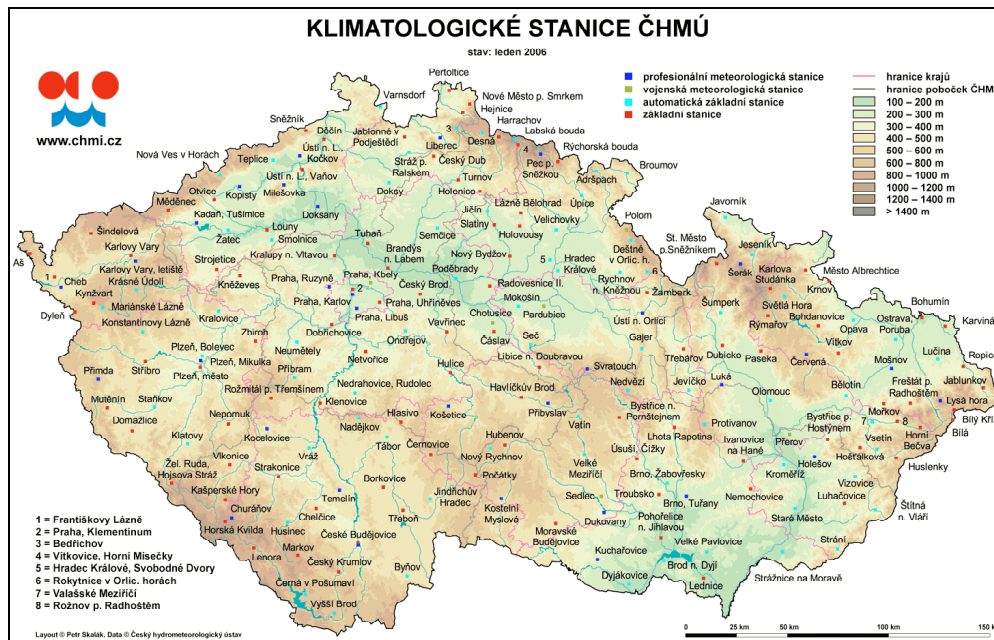 KLIMATOLOGICKÉ STANICE ČHMÚ
stav: leden 2006
www.chmi.cz
profesionální meteorologická stanice
vojenská meteorologická stanice
automatická základní stanice
základní stanice
hranice krajů
hranice poboček ČHM
100 – 200 m
200 – 300 m
300 – 400 m
400 – 500 m
500 – 600 m
600 – 800 m
800 – 1000 m
1000 – 1200 m
1200 – 1400 m
> 1400 m
Pertoltice
Varnsdorf
Nové Město p. Smrkem
Hejnice
Harrachov
Labská bouda
Sněžník
Děčín
Jablonné v
Podještědí
3
Liberec
Desná
4
Rýchorská bouda
Nová Ves v Horách
Teplice
Ústí n. L.,
Kočkov
Stráž p.
Ralskem
Český Dub
Pec p.
Sněžkou
Broumov
Adršpach
Otvice
Kopisty
Ústí n. L., Vaňov
Milešovka
Doksy
Turnov
Holenice
Úpice
Měděnec
Kadaň, Tušimice
Doksany
Jičín
Lázně Bělohrad
Velichovky
Polom
Javorník
Šindelová
Žatec
Louny
Smolnice
Tuhaň
Semčice
Slatiny
Holovousy
Deštné
v Orlic. h.
St. Město
p.Sněžníkem
Jeseník
Aš
Karlovy Vary
Strojetice
Kralupy n. Vltavou
Brandýs
n. Labem
Nový Bydžov
5
Hradec
Králové
Rychnov
n. Kněžnou
6
Šerák
Karlova
Studánka
Město Albrechtice
1
Cheb
Karlovy Vary, letiště
Krásné Údolí
Kněževes
Praha, Ruzyně
Praha, Kbely
Poděbrady
Český Brod
Radovesnice II.
Žamberk
Krnov
Kynžvart
Mariánské Lázně
2
Praha, Karlov
Praha, Uhříněves
Mokošín
Šumperk
Světlá Hora
Bohumín
Dyleň
Konstantinovy Lázně
Kralovice
Praha, Libuš
Chotusice
Pardubice
Ústí n. Orlicí
Rýmařov
Bohdanovice
Opava
Ostrava,
Poruba
Karviná
Zbiroh
Dobřichovice
Vavřinec
Čáslav
Seč
Gajer
Plzeň, Bolevec
Neumětely
Ondřejov
Třebařov
Dubicko
Paseka
Vítkov
Mošnov
Lučina
Příbram
Netvořice
Hulice
Libice n. Doubravou
Červená
Ropice
Přimda
Stříbro
Plzeň, Mikulka
Plzeň, město
Svratouch
Nedvězí
Jevíčko
Luká
Olomouc
Bělotín
Frešták p.
Radhoštěm
Jablunkov
Rožmitál p. Třemšínem
Nedrahovice, Rudolec
Havlíčkův Brod
Mutěnín
Staňkov
Klenovice
Lysá hora
Domažlice
Nepomuk
Hlasivo
Košetice
Přibyslav
Bystřice n.
Pernštejnem
Protivanov
Bystřice p.
Hostýnem
Morkov
7
8
Bílý Kří
Nadějkov
Vatín
Lhota Rapotina
Ivanovice
na Hané
Přerov
Vsetín
Horní
Bečva
Bílá
Klatovy
Kocelovice
Tábor
Černovice
Hubenov
Úsuší, Čížky
Holešov
Hošťálkova
Vlkonice
Vráž
Nový Rychnov
Velké
Meziříčí
Kroměříž
Huslenky
Žel. Ruda,
Hojsova Stráž
Strakonice
Počátky
Brno, Žabovřesky
Vizovice
Kašperské Hory
Dorkovice
Jindřichův
Hradec
Sedlec
Troubsko
Brno, Tuřany
Nemochovice
Luhačovice
Churáňov
Temelín
Kostelní
Myslová
Dukovany
Pohořelice
n. Jihlavou
Staré Město
Štítná
n. Vláří
Chelčice
Třeboň
Horská Kvilda
Husinec
České Budějovice
Moravské
Budějovice
Velké Pavlovice
Strání
Lenora
Markov
Kuchařovice
Brod n. Dyjí
Český Krumlov
Byňov
Dyjákovice
Strážnice na Moravě
Černá v Pošumaví
Lednice
Vyšší Brod
1 = Františkovy Lázně
2 = Praha, Klementinum
3 = Bedřichov
4 = Vítkovice, Horní Mísečky
5 = Hradec Králové, Svobodné Dvory
6 = Rokytnice v Orlic. horách
7 = Valašské Meziříčí
8 = Rožnov p. Radhoštěm
Layout © Petr Skalák. Data © Český hydrometeorologický ústav
0
25 km
50 km
100 km
150 k